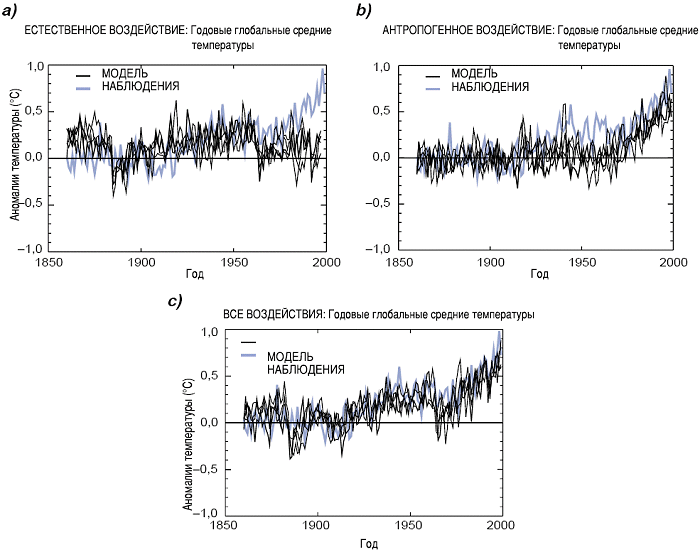 a)
ЕСТЕСТВЕННОЕ ВОЗДЕЙСТВИЕ: Годовые глобальные средние
температуры
МОДЕЛЬ
НАБЛЮДЕНИЯ
Аномалии температуры (°C)
1,0
0,5
0,0
–0,5
–1,0
1850
1900
1950
2000
Год
b)
АНТРОПОГЕННОЕ ВОЗДЕЙСТВИЕ: Годовые глобальные средние
температуры
МОДЕЛЬ
НАБЛЮДЕНИЯ
1,0
0,5
0,0
–0,5
–1,0
1850
1900
1950
2000
Год
c)
ВСЕ ВОЗДЕЙСТВИЯ: Годовые глобальные средние температуры
МОДЕЛЬ
НАБЛЮДЕНИЯ
Аномалии температуры (°C)
1,0
0,5
0,0
–0,5
–1,0
1850
1900
1950
2000
Год